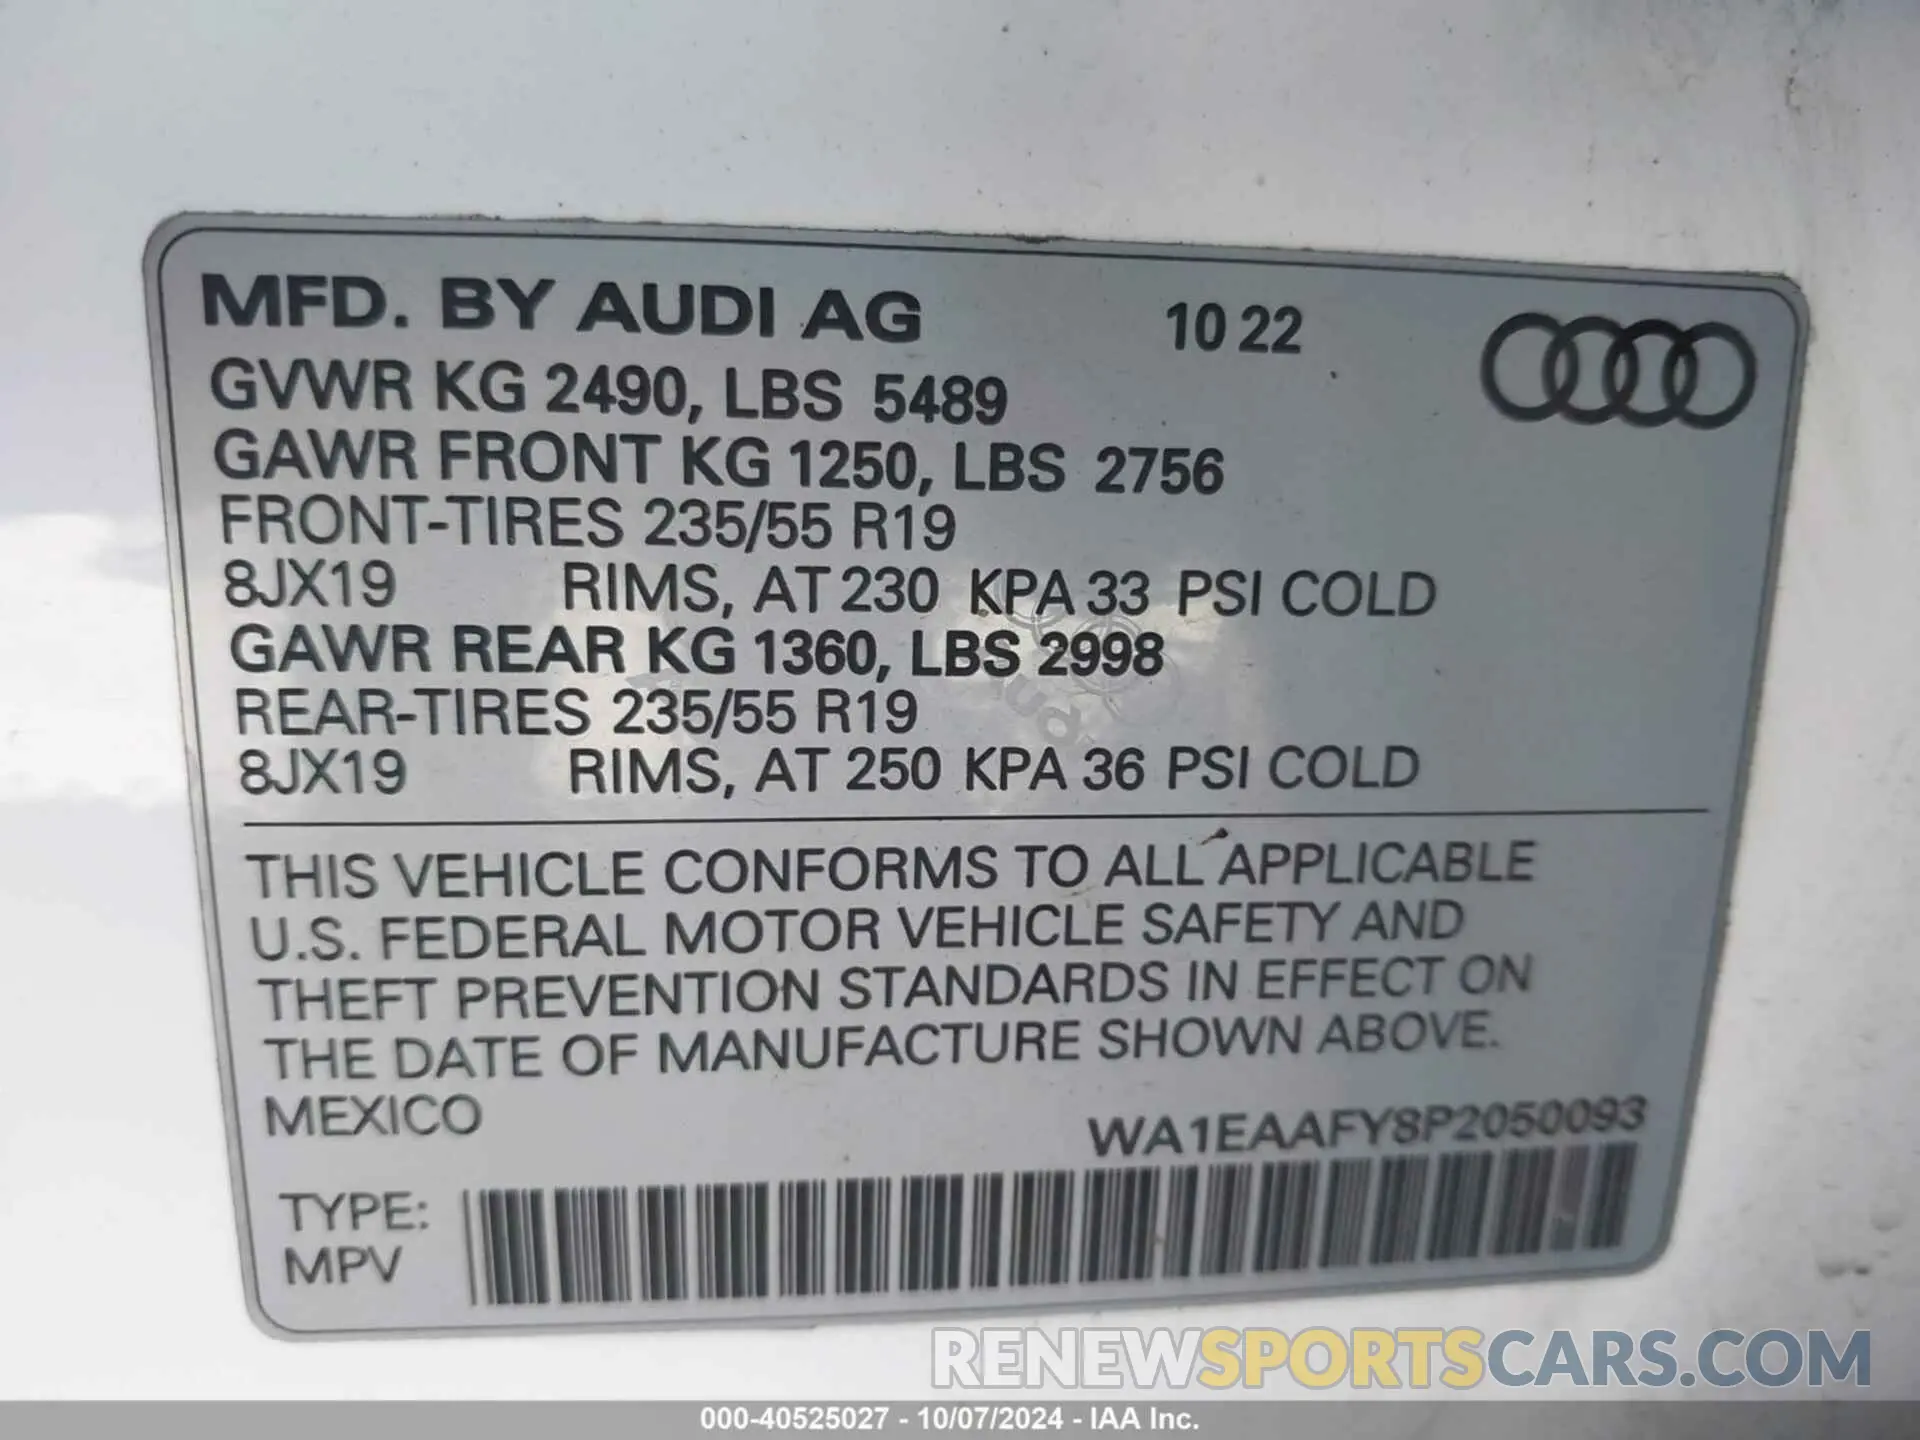 MFD. BY AUDI AG 10 22
GVWR KG 2490, LBS 5489
GAWR FRONT KG 1250, LBS 2756
FRONT-TIRES 235/55 R19
8JX19 RIMS, AT 230 KPA 33 PSI COLD
GAWR REAR KG 1360, LBS 2998
REAR-TIRES 235/55 R19
8JX19 RIMS, AT 250 KPA 36 PSI COLD
THIS VEHICLE CONFORMS TO ALL APPLICABLE
U.S. FEDERAL MOTOR VEHICLE SAFETY AND
THEFT PREVENTION STANDARDS IN EFFECT ON
THE DATE OF MANUFACTURE SHOWN ABOVE.
MEXICO WA1EAAFY8P2050093
TYPE:
MPV
RENEWSPORTSCARS.COM
000-40525027 - 10/07/2024 - IAA Inc.